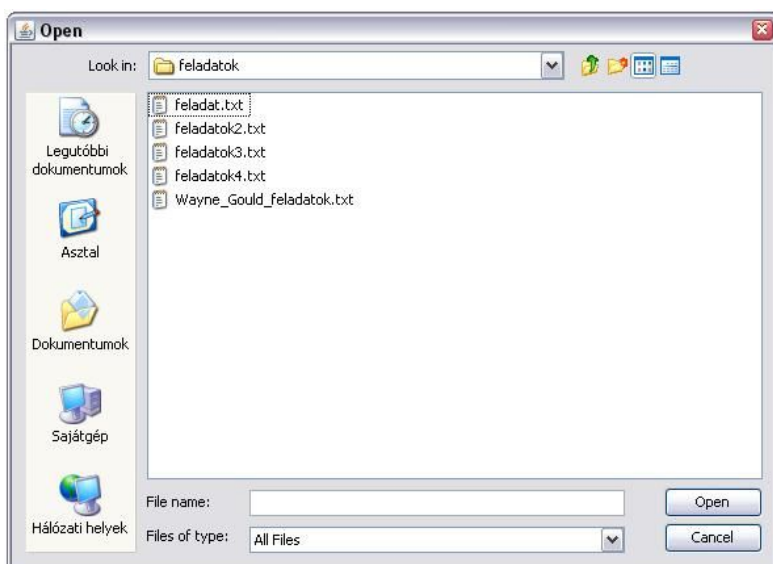 Open
Look in: feladatok
feladat.txt
feladatok2.txt
feladatok3.txt
feladatok4.txt
Wayne_Gould_feladatok.txt
Legutóbbi
dokumentumok
Asztal
Dokumentumok
Sajátgép
Hálózati helyek
File name:
Open
Files of type: All Files
Cancel